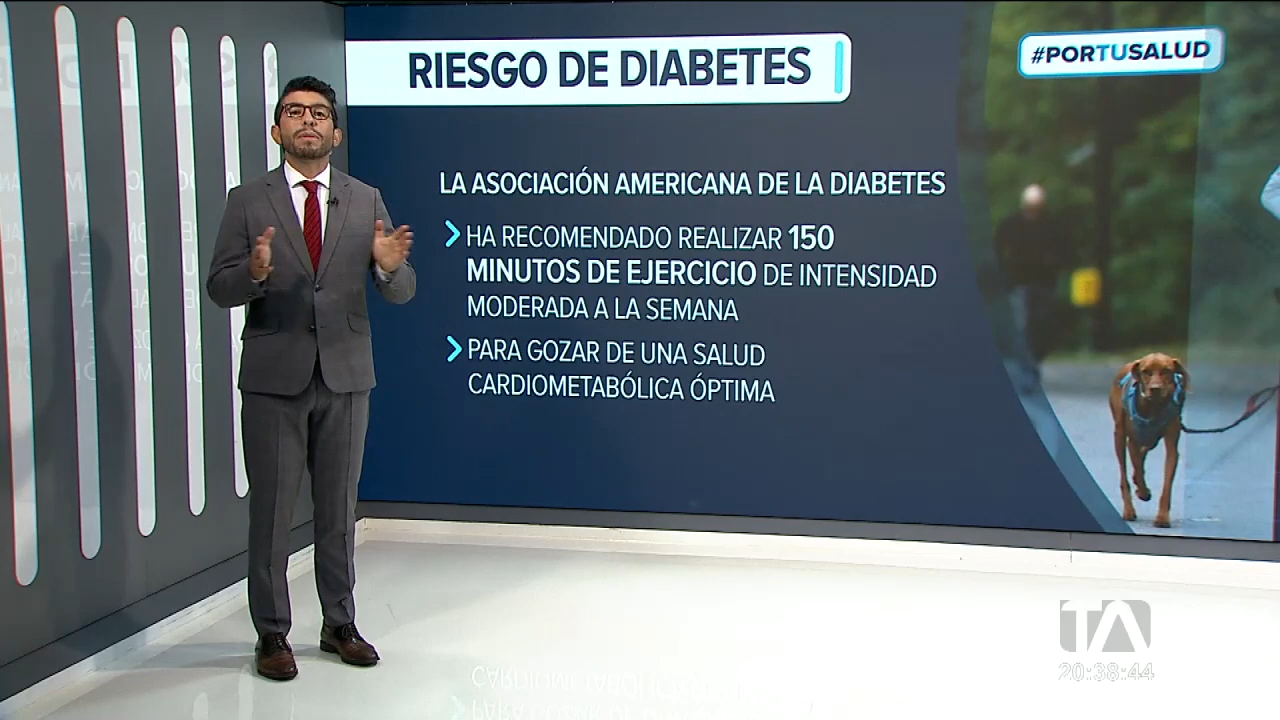 RIESGO DE DIABETES
#PORTUSALUD
LA ASOCIACIÓN AMERICANA DE LA DIABETES
HA RECOMENDADO REALIZAR 150
MINUTOS DE EJERCICIO DE INTENSIDAD
MODERADA A LA SEMANA
PARA GOZAR DE UNA SALUD
CARDIOMETABÓLICA ÓPTIMA
TA
20:38:44